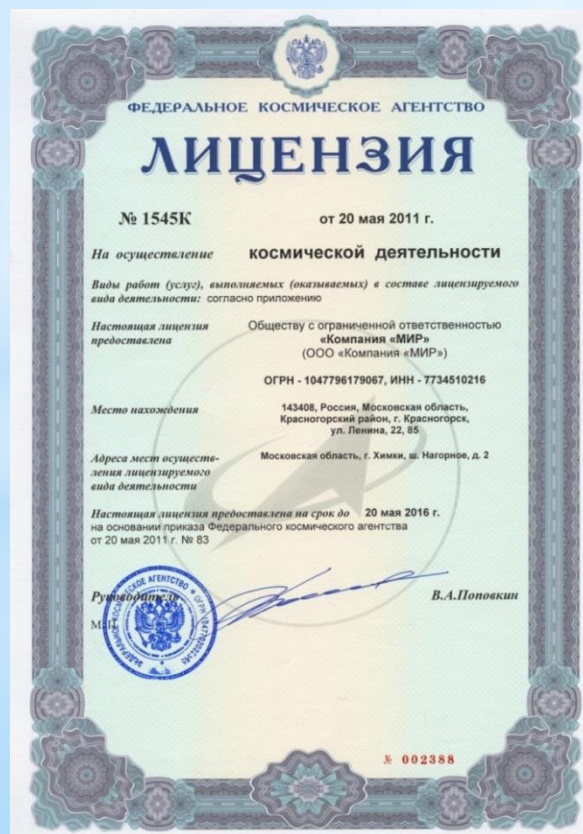 ФЕДЕРАЛЬНОЕ КОСМИЧЕСКОЕ АГЕНТСТВО
ЛИЦЕНЗИЯ
№ 1545К от 20 мая 2011 г.
На осуществление космической деятельности
Виды работ (услуг), выполняемых (оказываемых) в составе лицензируемого
вида деятельности: согласно приложению
Настоящая лицензия Обществу с ограниченной ответственностью
предоставлена «Компания «МИР»
(ООО «Компания «МИР»)
ОГРН - 1047796179067, ИНН - 7734510216
Место нахождения 143408, Россия, Московская область,
Красногорский район, г. Красногорск,
ул. Ленина, 22, 85
Адреса мест осуществ- Московская область, г. Химки, ш. Нагорное, д. 2
ления лицензируемого
вида деятельности
Настоящая лицензия предоставлена на срок до 20 мая 2016 г.
на основании приказа Федерального космического агентства
от 20 мая 2011 г. № 83
Руководитель В.А.Поповкин
М.П.
№ 002388